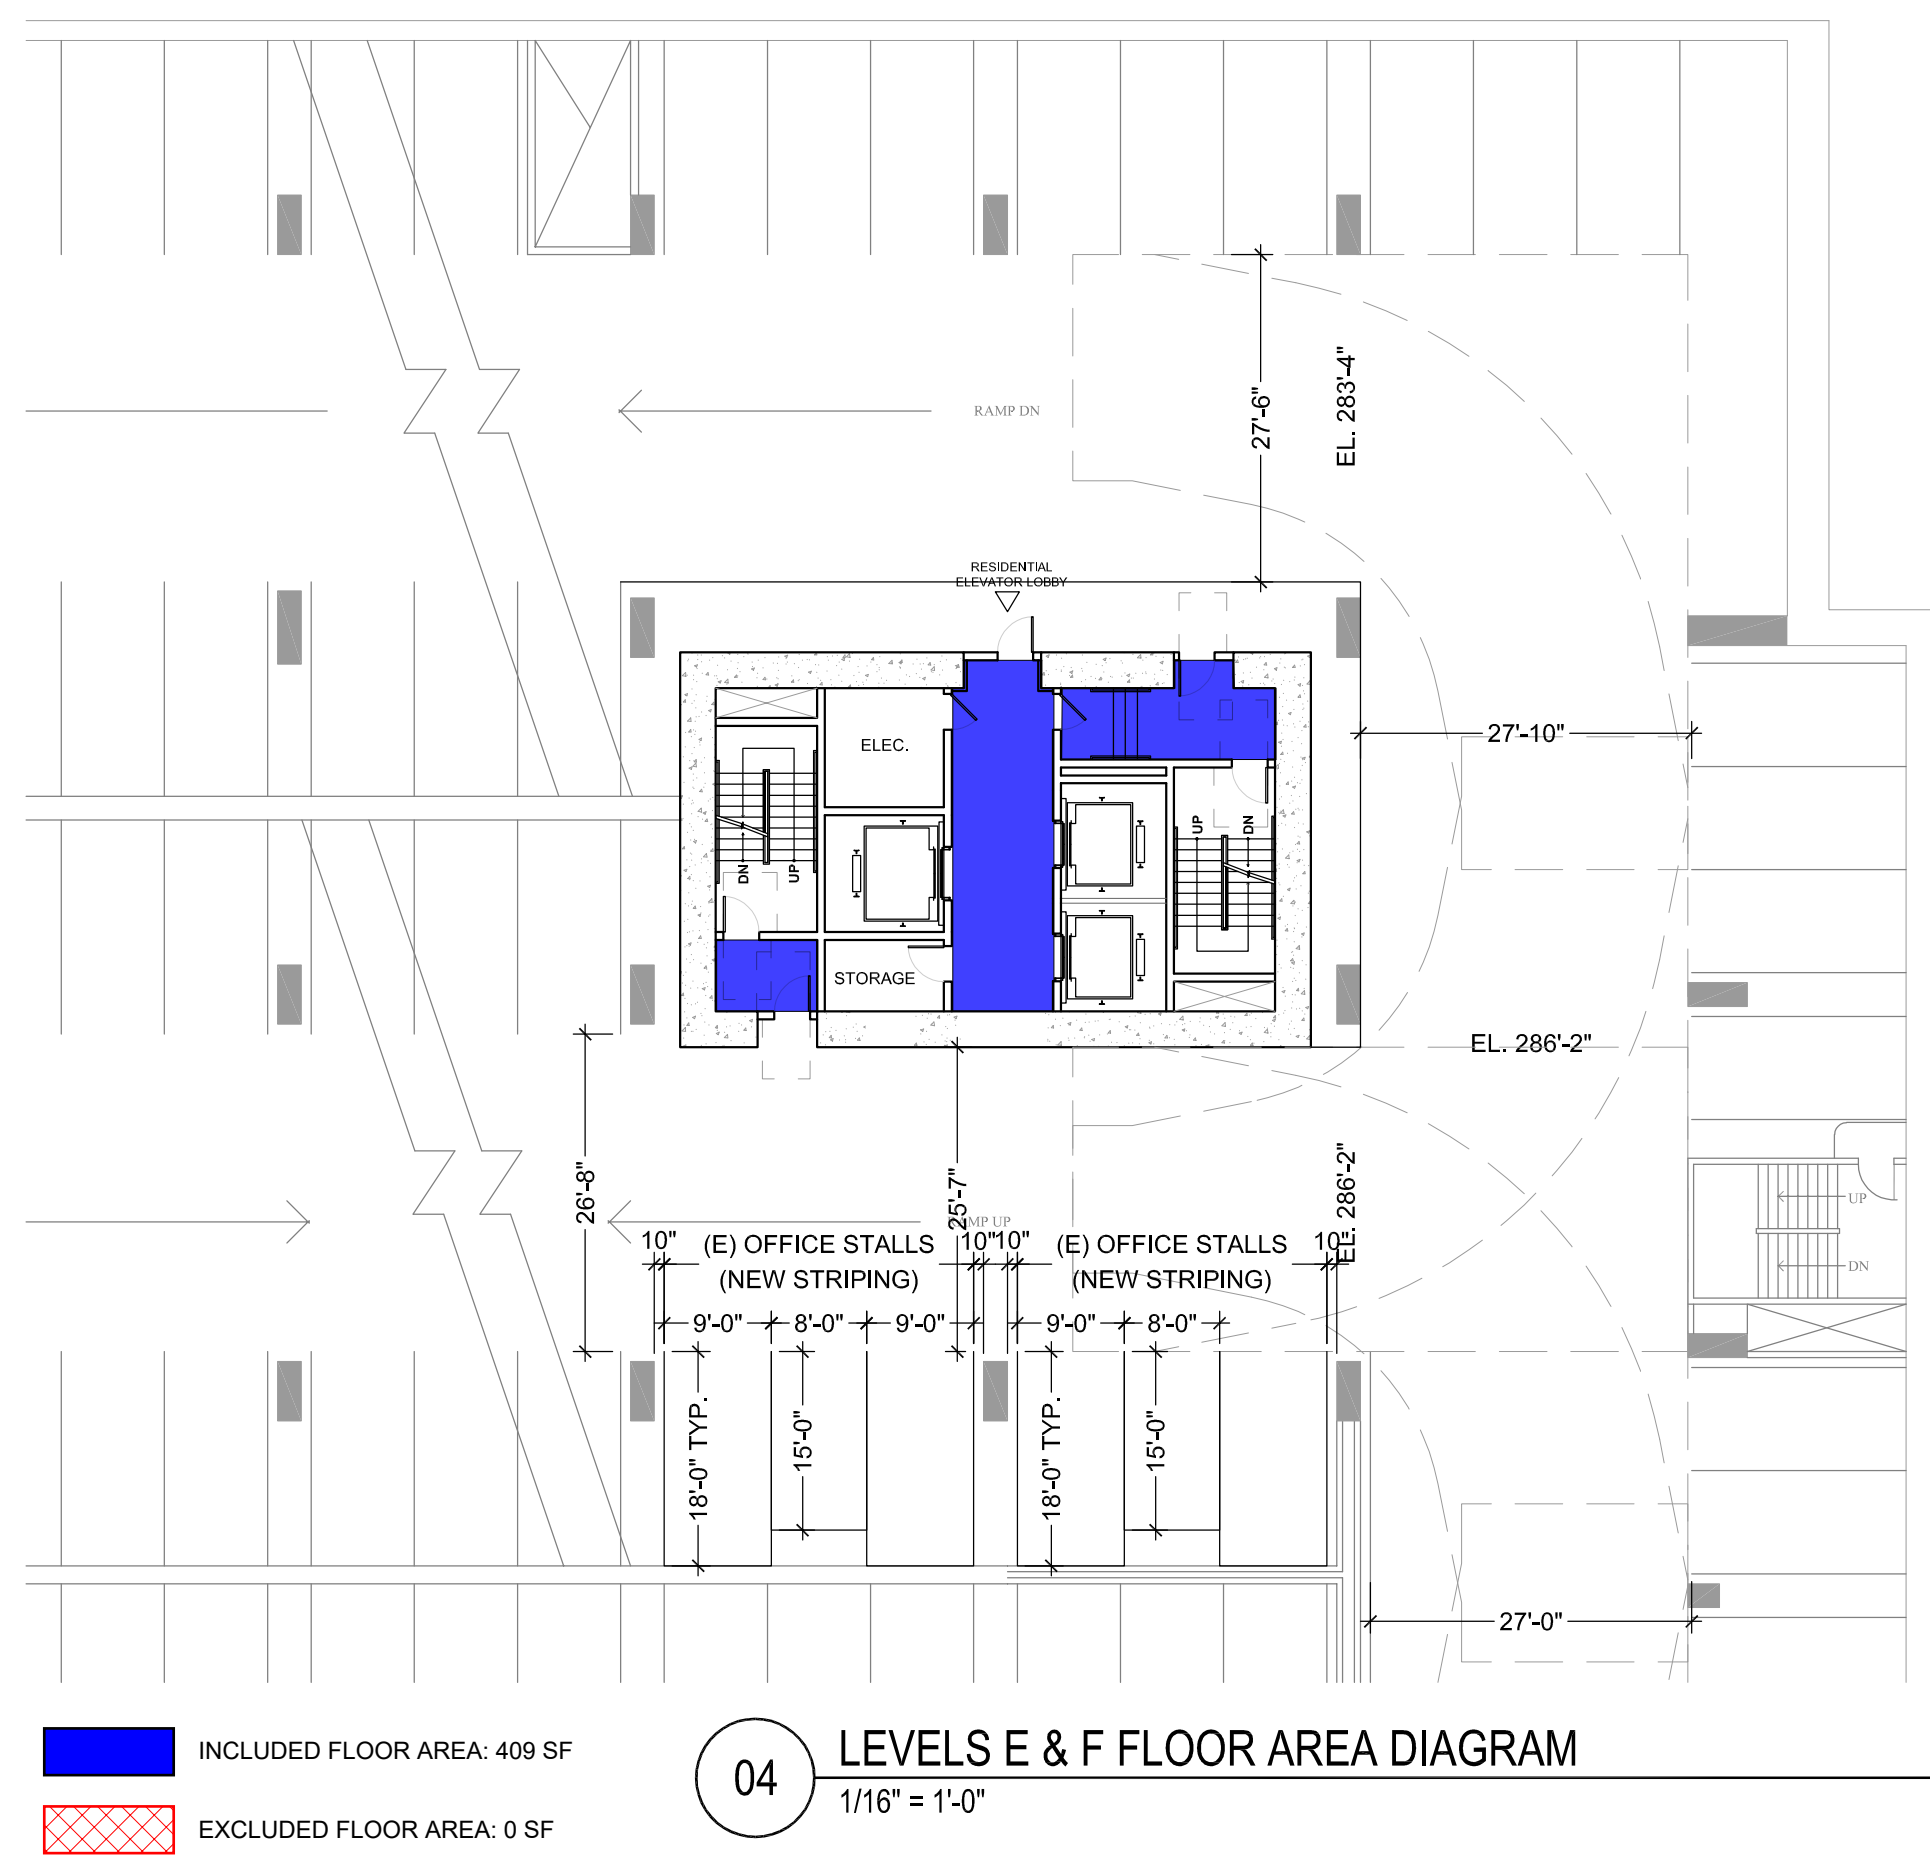 RAMP DN
27'-6"
EL. 283'-4"
RESIDENTIAL
ELEVATOR LOBBY
27'-10"
ELEC.
UP
DN
DN
UP
STORAGE
EL. 286'-2"
26'-8"
25'-7"
EL. 286'-2"
UP
DN
RAMP UP
10"
(E) OFFICE STALLS
(NEW STRIPING)
10"
10"
(E) OFFICE STALLS
(NEW STRIPING)
10"
9'-0"
8'-0"
9'-0"
9'-0"
8'-0"
18'-0" TYP.
15'-0"
18'-0" TYP.
15'-0"
27'-0"
INCLUDED FLOOR AREA: 409 SF
EXCLUDED FLOOR AREA: 0 SF
04
LEVELS E & F FLOOR AREA DIAGRAM
1/16" = 1'-0"